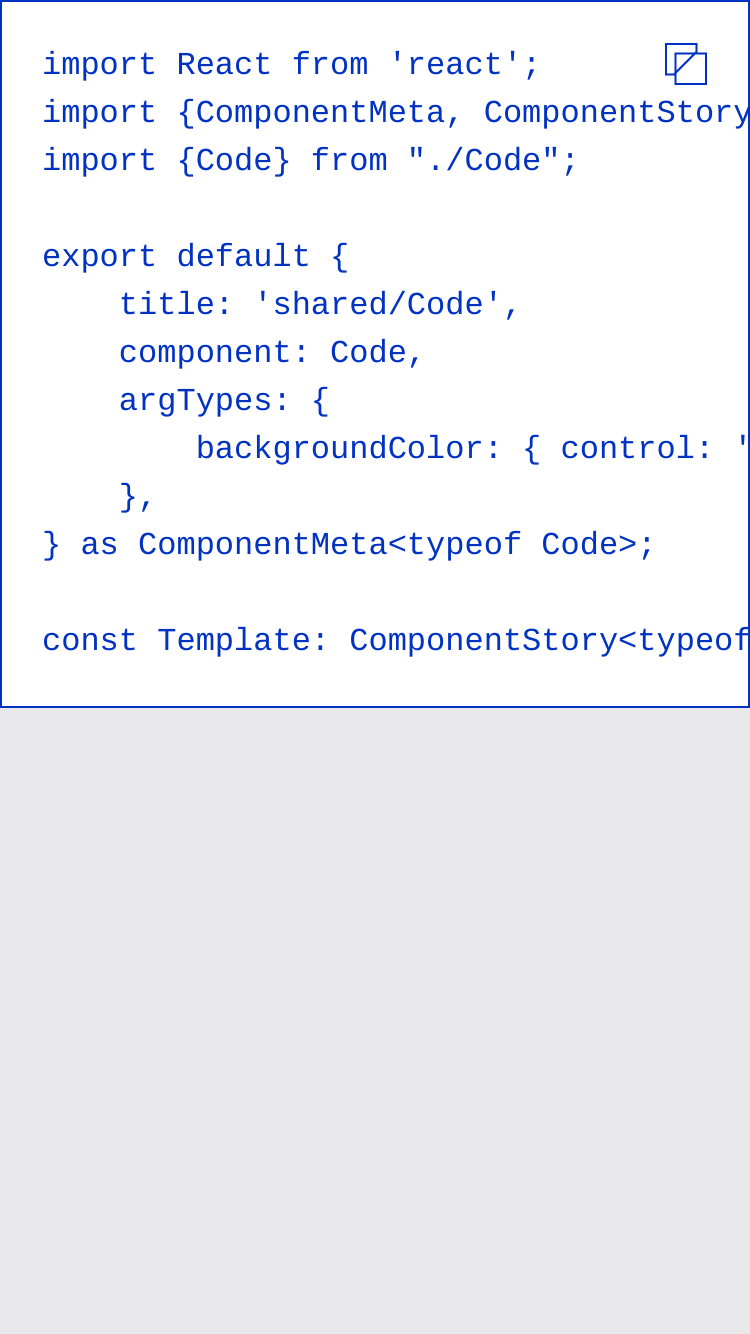 import React from 'react';
import {ComponentMeta, ComponentStory
import {Code} from "./Code";
export default {
title: 'shared/Code',
component: Code,
argTypes: {
backgroundColor: { control: '
},
} as ComponentMeta<typeof Code>;
const Template: ComponentStory<typeof